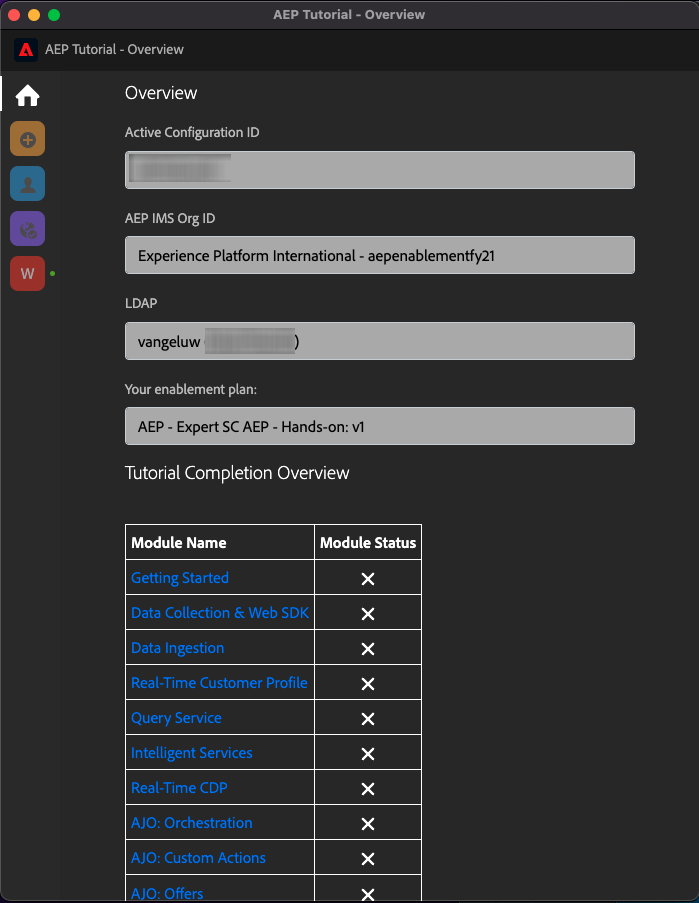 AEP Tutorial - Overview
AEP Tutorial - Overview
Overview
Active Configuration ID
AEP IMS Org ID
Experience Platform International - aepenablementfy21
LDAP
vangeluw )
Your enablement plan:
AEP - Expert SC AEP - Hands-on: v1
Tutorial Completion Overview
Module Name Module Status
Getting Started
Data Collection & Web SDK
Data Ingestion
Real-Time Customer Profile
Query Service
Intelligent Services
Real-Time CDP
AJO: Orchestration
AJO: Custom Actions
AJO: Offers
W